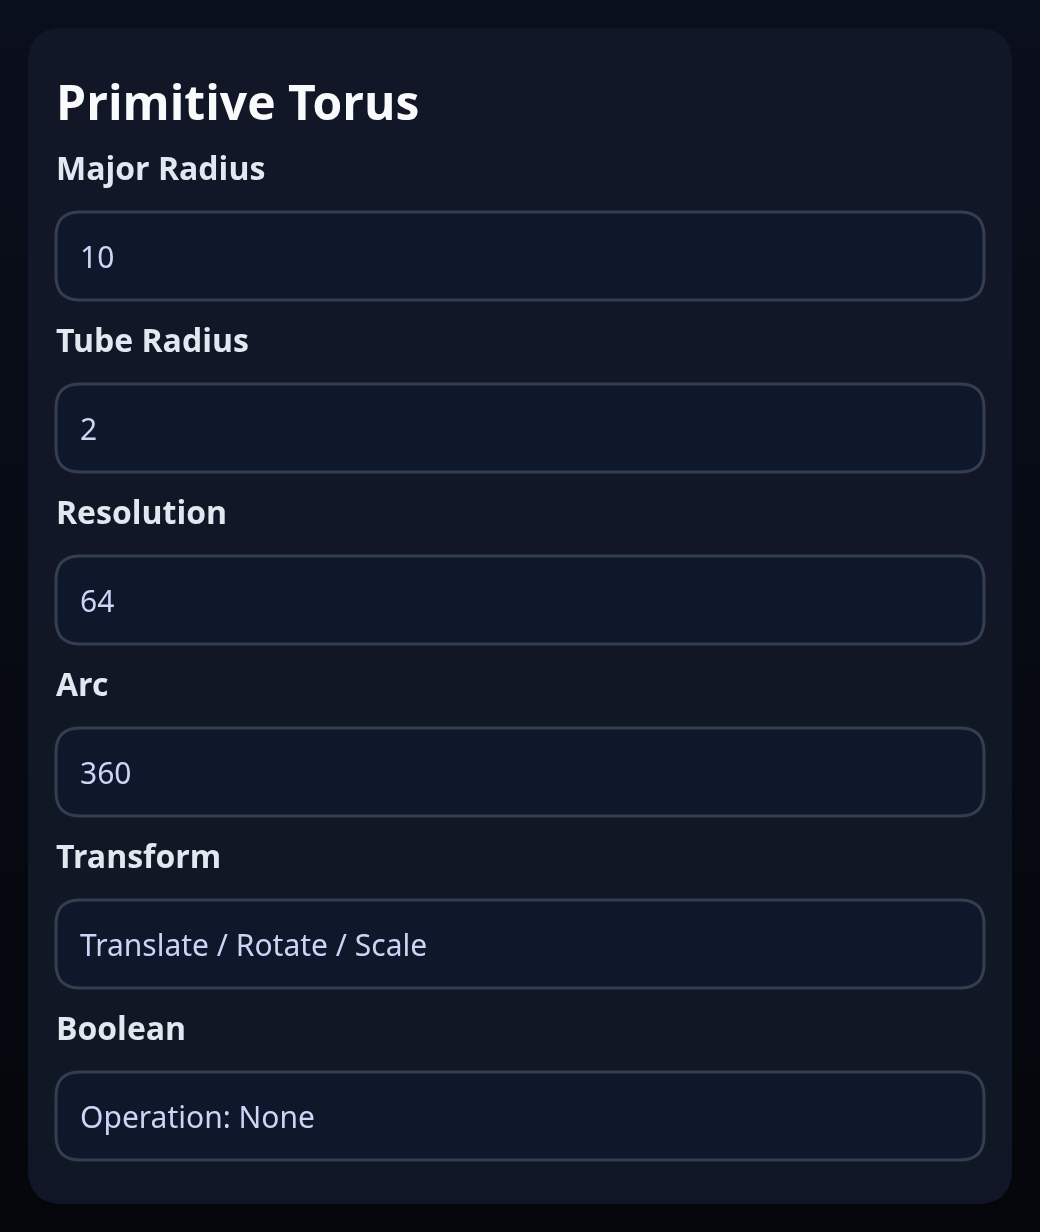 Primitive Torus
Major Radius
10
Tube Radius
2
Resolution
64
Arc
360
Transform
Translate / Rotate / Scale
Boolean
Operation: None